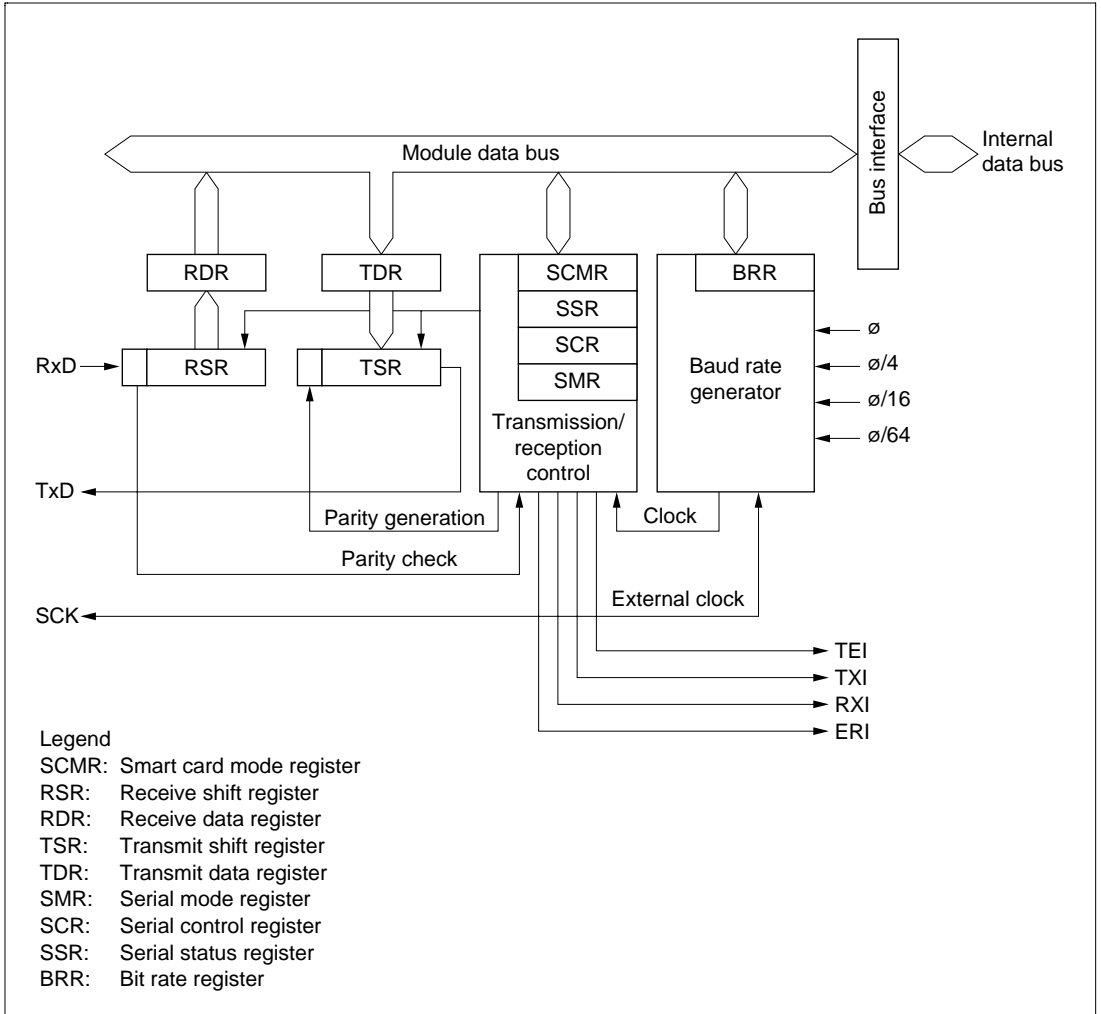 Bus interface
Internal
data bus
Module data bus
RDR
TDR
SCMR
SSR
SCR
SMR
Transmission/
reception
control
BRR
Baud rate
generator
ø
ø/4
ø/16
ø/64
RxD
RSR
TSR
TxD
Parity generation
Clock
Parity check
External clock
SCK
TEI
TXI
RXI
ERI
Legend
SCMR: Smart card mode register
RSR: Receive shift register
RDR: Receive data register
TSR: Transmit shift register
TDR: Transmit data register
SMR: Serial mode register
SCR: Serial control register
SSR: Serial status register
BRR: Bit rate register